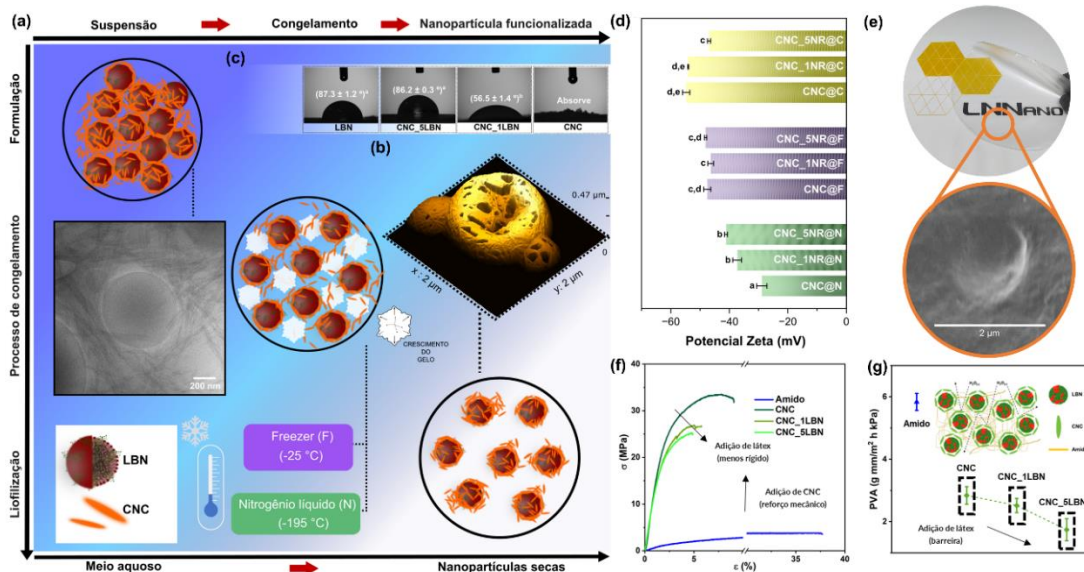 (a)
Suspensão
Congelamento
Nanopartícula funcionalizada
Formulação
Processo de congelamento
Liofilização
(c)
(87.3 ± 1.2 º)ª
(86.2 ± 0.3 º)ª
(56.5 ± 1.4 º)ᵇ
Absorve
LBN
CNC_5LBN
CNC_1LBN
CNC
(b)
0.47 µm
0
x : 2 µm
y: 2 µm
200 nm
CRESCIMENTO
DO
GELO
LBN
CNC
Freezer (F)
(-25 °C)
Nitrogênio líquido (N)
(-195 °C)
Meio aquoso
Nanopartículas secas
(d)
c CNC_5NR@C
d,e CNC_1NR@C
d,e CNC@C
c,d CNC_5NR@F
c CNC_1NR@F
c,d CNC@F
b CNC_5NR@N
b CNC_1NR@N
a CNC@N
-60 -40 -20 0
Potencial Zeta (mV)
(e)
LNNANO
2 µm
(f)
σ (MPa)
40
30
20
10
0
Amido
CNC
CNC_1LBN
CNC_5LBN
Adição de látex
(menos rígido)
Adição de CNC
(reforço mecânico)
0 5 10 30 35 40
ε (%)
(g)
PVA (g mm/m² h kPa)
6
4
2
Amido
LBN
CNC
Amido
CNC
CNC_1LBN
CNC_5LBN
Adição de látex
(barreira)